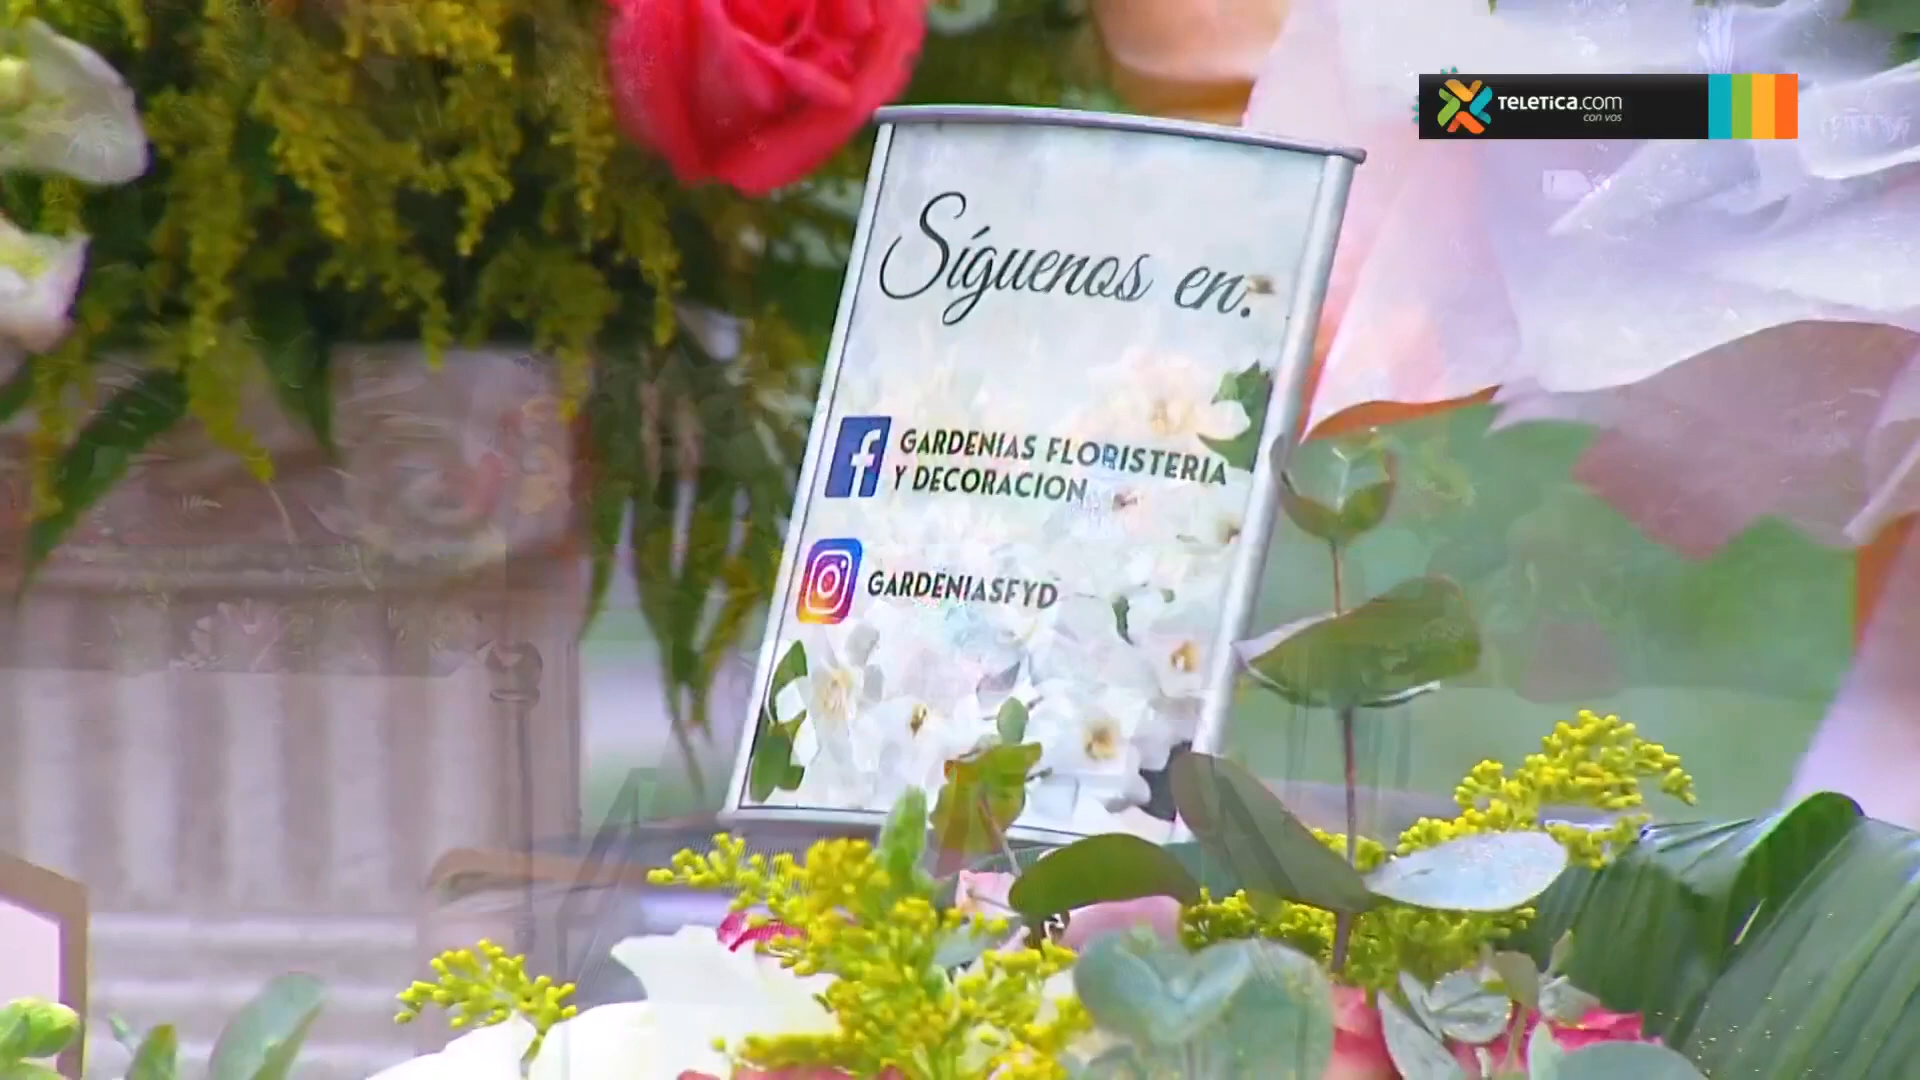 TELETICA.com
con vos
Síguenos en:
GARDENIAS FLORISTERIA
Y DECORACION
GARDENIASFYD